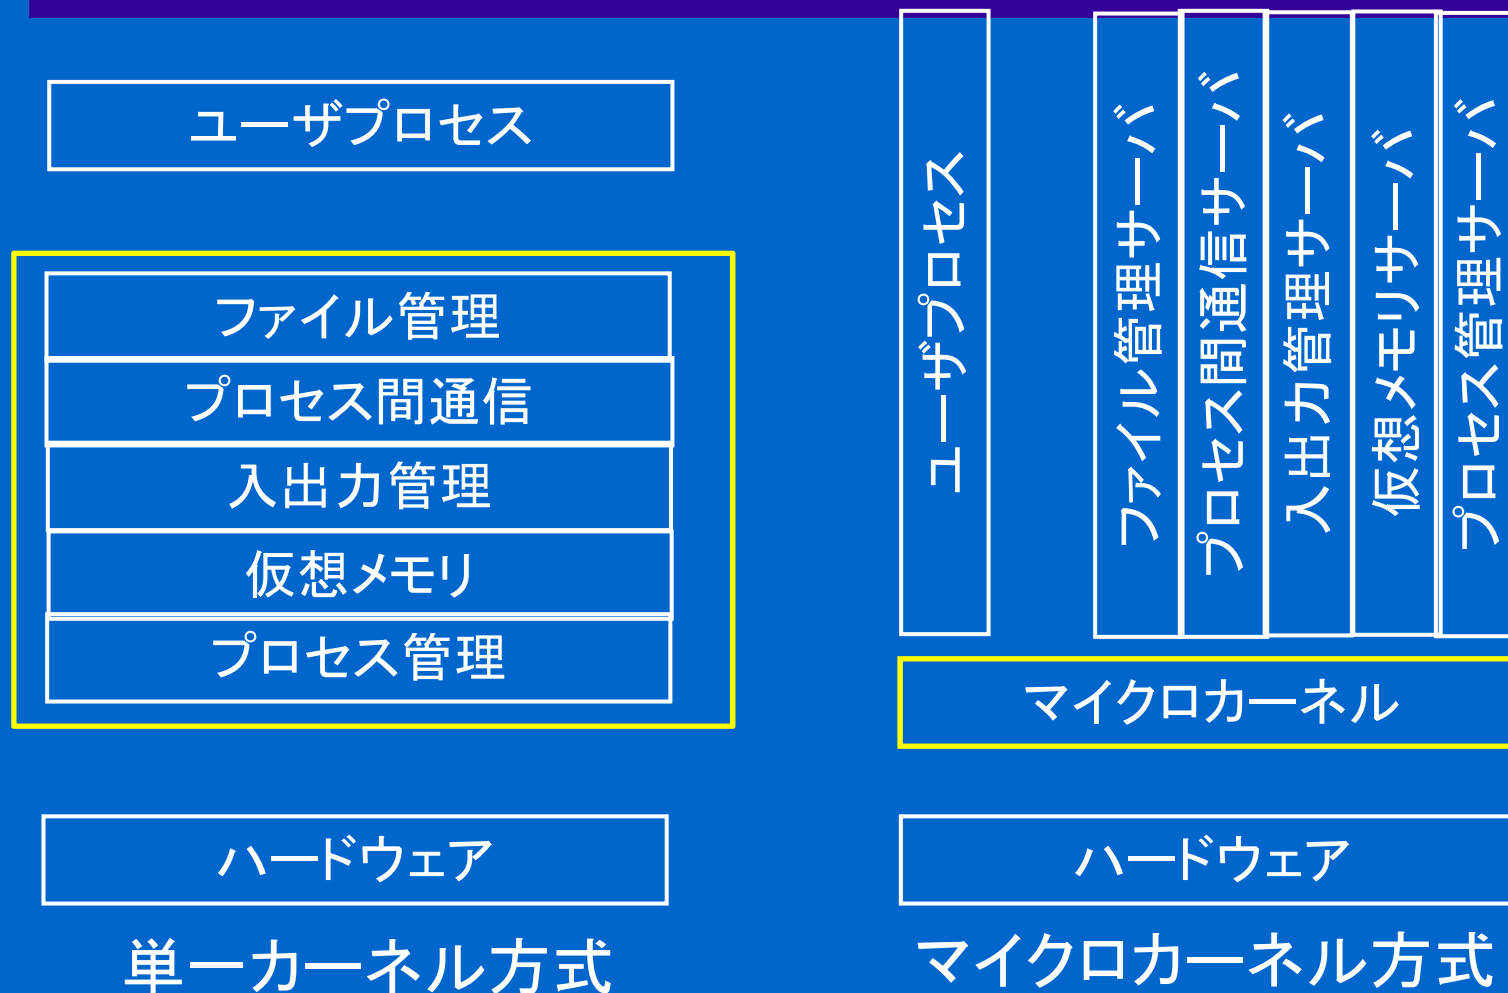 ユーザプロセス
ファイル管理
プロセス間通信
入出力管理
仮想メモリ
プロセス管理
ハードウェア
単一カーネル方式
ユーザプロセス
ファイル管理サーバ
プロセス間通信サーバ
入出力管理サーバ
仮想メモリサーバ
プロセス管理サーバ
マイクロカーネル
ハードウェア
マイクロカーネル方式